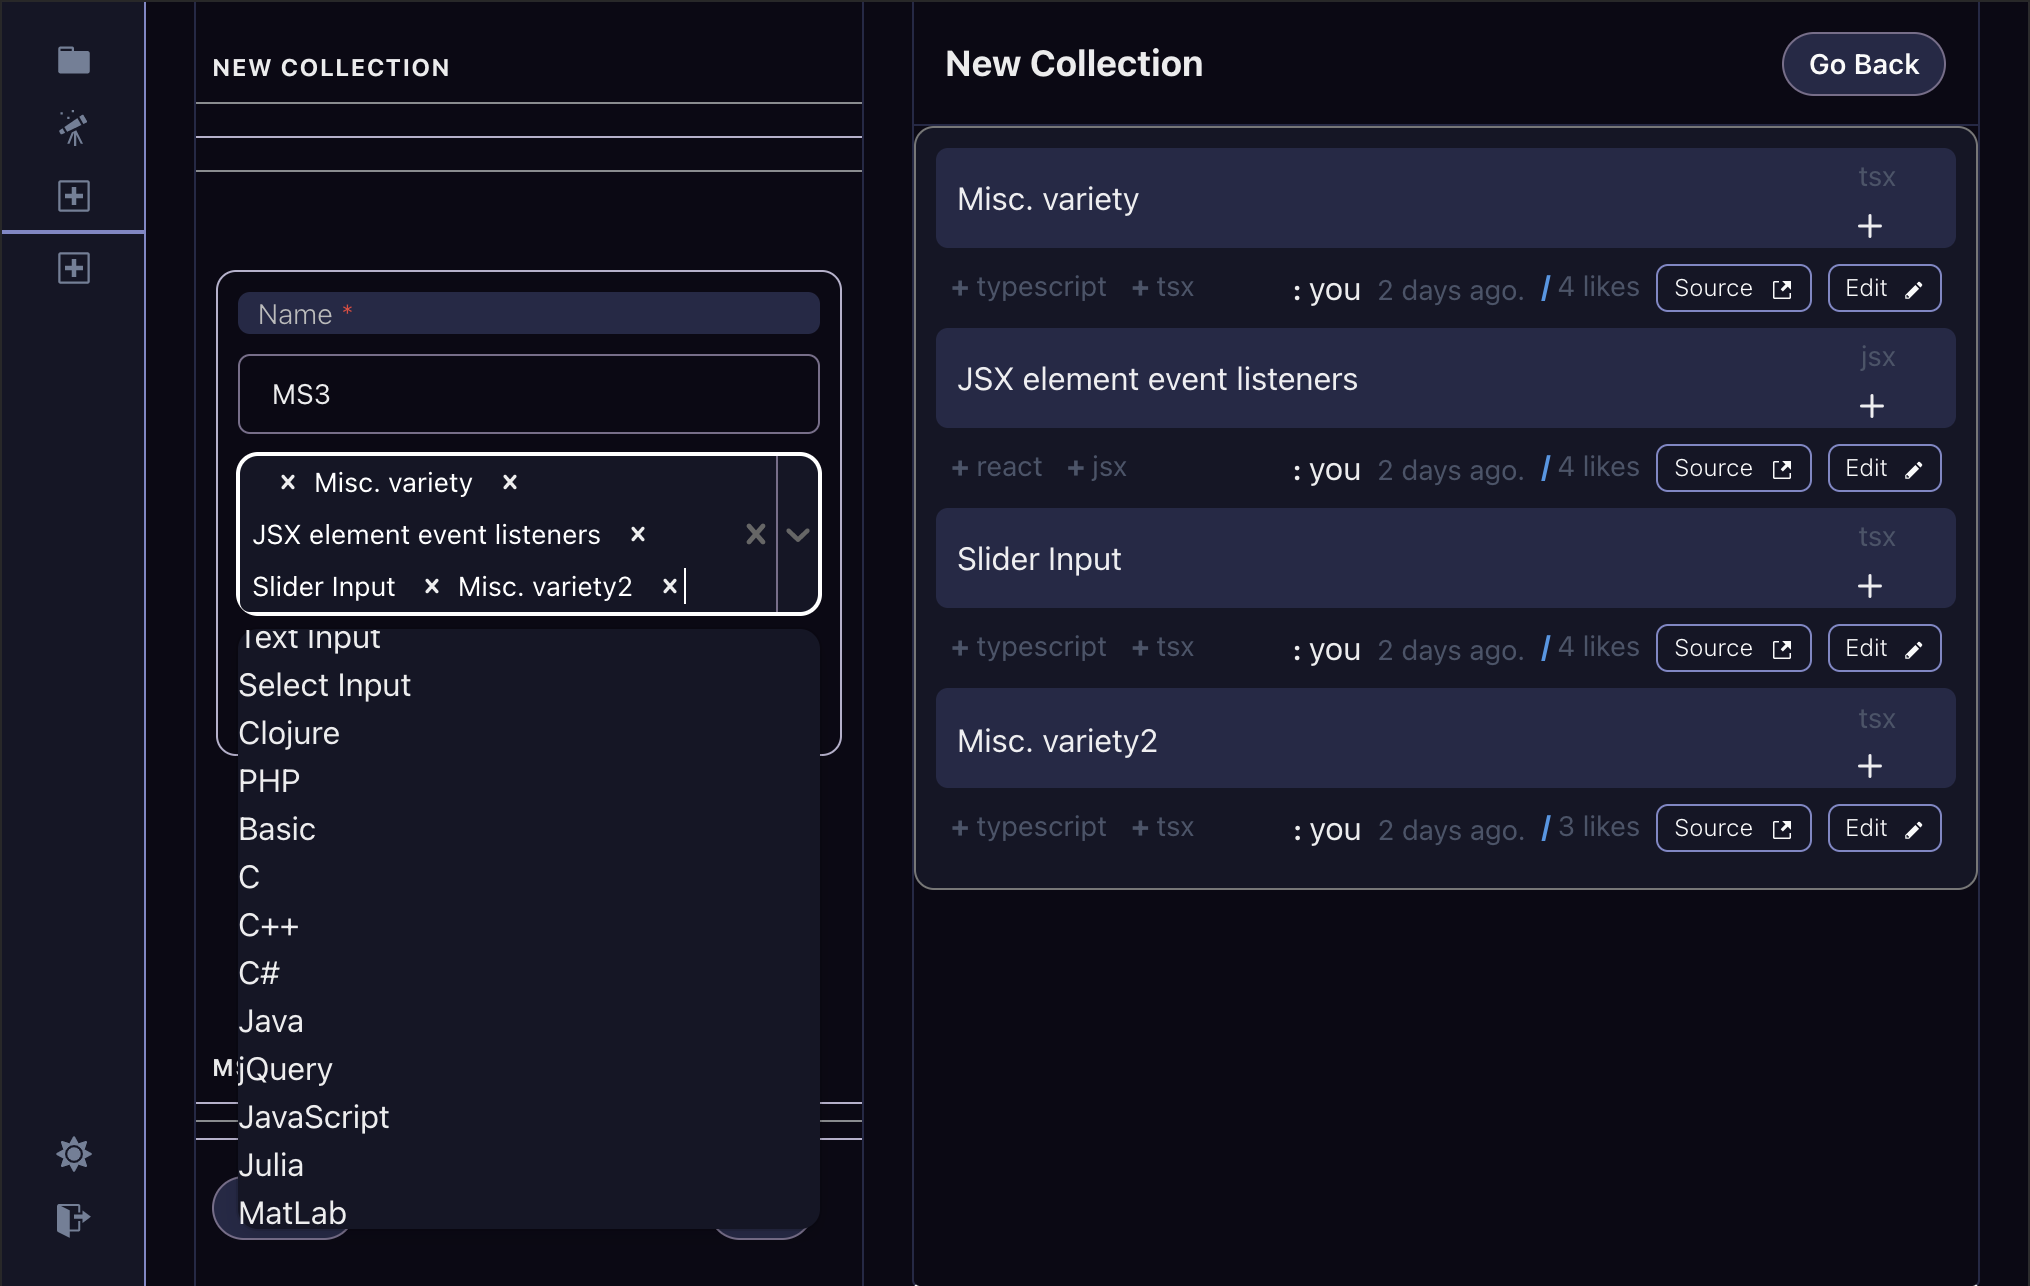 NEW COLLECTION
Name *
MS3
Misc. variety
JSX element event listeners
Slider Input Misc. variety2
Text Input
Select Input
Clojure
PHP
Basic
C
C++
C#
Java
jQuery
JavaScript
Julia
MatLab
New Collection
Go Back
Misc. variety
tsx
+
+ typescript + tsx : you 2 days ago. / 4 likes Source Edit
JSX element event listeners
jsx
+
+ react + jsx : you 2 days ago. / 4 likes Source Edit
Slider Input
tsx
+
+ typescript + tsx : you 2 days ago. / 4 likes Source Edit
Misc. variety2
tsx
+
+ typescript + tsx : you 2 days ago. / 3 likes Source Edit